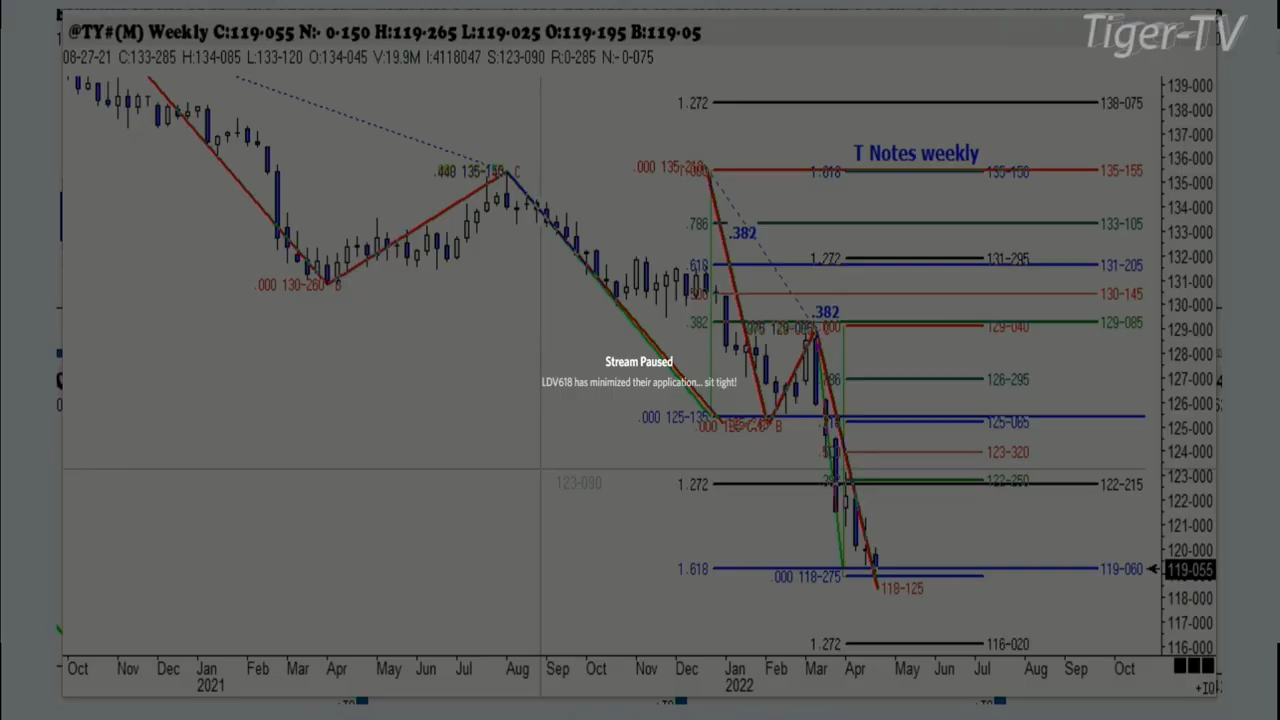 @TY#(M) Weekly C:119-055 N:- 0-150 H:119-265 L:119-025 O:119-195 B:119-05
Tiger-TV
08-27-21 C:133-285 H:134-085 L:133-120 O:134-045 V:19.9M I:4118047 S:123-090 R:0-285 N:- 0-075
139-000
1.272 138-075
138-000
137-000
T Notes weekly
136-000
135-155
135-000
134-000
.786 133-105
.382
133-000
132-000
.618 1.272 131-295 131-205
131-000
.000 130-260 B
130-145
130-000
.382
.382 129-040 129-085
129-000
128-000
Stream Paused
LDV618 has minimized their application... sit tight!
126-295
127-000
126-000
.000 125-135
125-085
125-000
B
123-320
124-000
123-000
123-090
1.272 122-250 122-215
122-000
121-000
120-000
1.618 .000 118-275 119-060
119-055
118-125
118-000
117-000
1.272 116-020
116-000
Oct Nov Dec Jan Feb Mar Apr May Jun Jul Aug Sep Oct Nov Dec Jan Feb Mar Apr May Jun Jul Aug Sep Oct
2021 2022